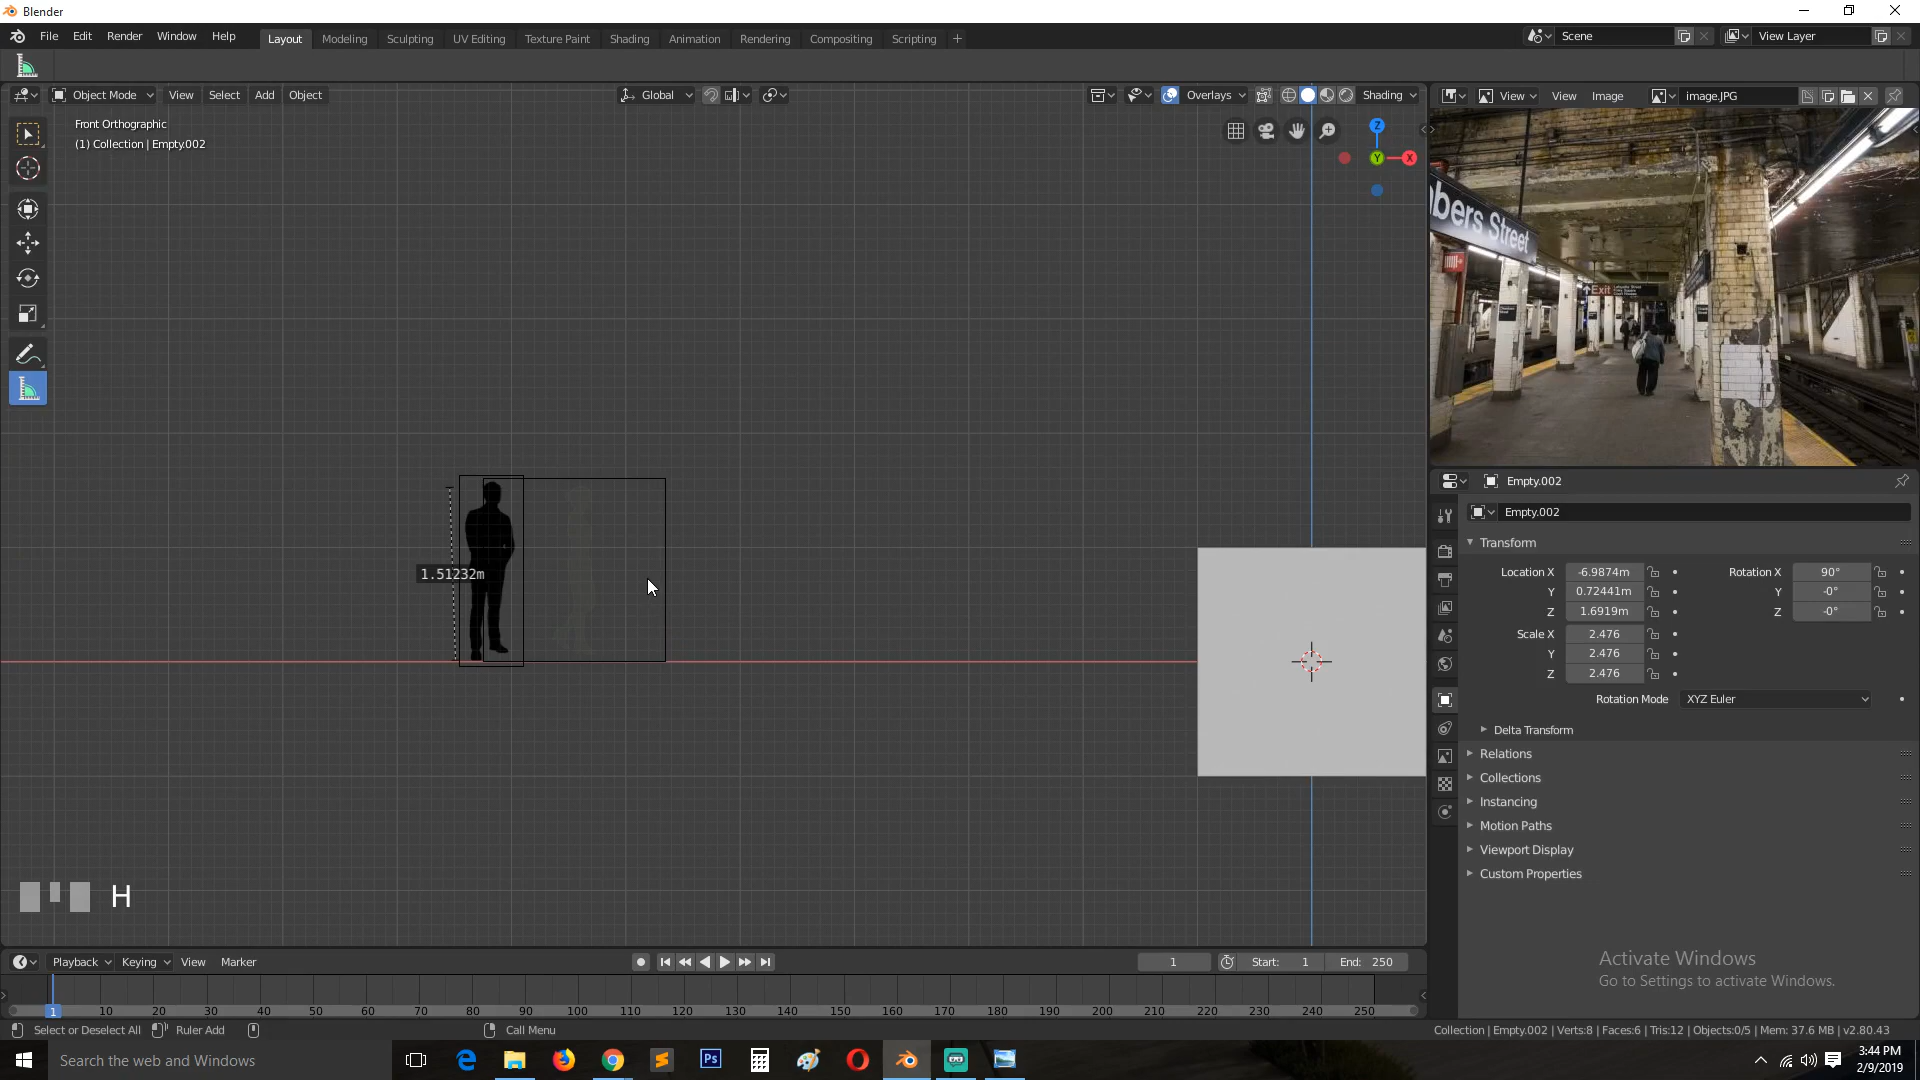 Blender
File Edit Render Window Help
Layout Modeling Sculpting UV Editing Texture Paint Shading Animation Rendering Compositing Scripting +
Scene
View Layer
Object Mode View Select Add Object
Global
Overlays Shading
View View Image image.JPG
Front Orthographic
(1) Collection | Empty.002
Z
Y
X
bers Street
Exit
1.51232m
Empty.002
Empty.002
Transform
Location X -6.9874m Rotation X 90°
Y 0.72441m Y -0°
Z 1.6919m Z -0°
Scale X 2.476
Y 2.476
Z 2.476
Rotation Mode XYZ Euler
Delta Transform
Relations
Collections
Instancing
Motion Paths
Viewport Display
Custom Properties
H
Activate Windows
Go to Settings to activate Windows.
Playback Keying View Marker
1 Start: 1 End: 250
1 10 20 30 40 50 60 70 80 90 100 110 120 130 140 150 160 170 180 190 200 210 220 230 240 250
Select or Deselect All Ruler Add Call Menu
Collection | Empty.002 | Verts:8 | Faces:6 | Tris:12 | Objects:0/5 | Mem: 37.6 MB | v2.80.43
Search the web and Windows
Ps
3:44 PM
2/9/2019